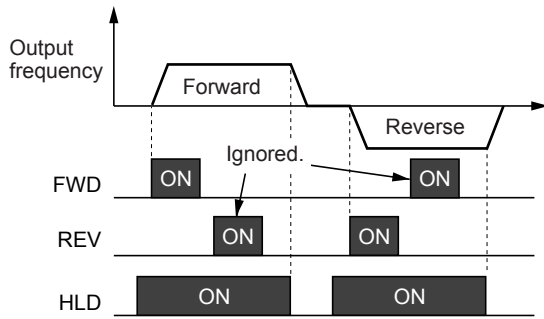 Output
frequency
Forward
Reverse
Ignored.
FWD
ON
ON
REV
ON
ON
HLD
ON
ON